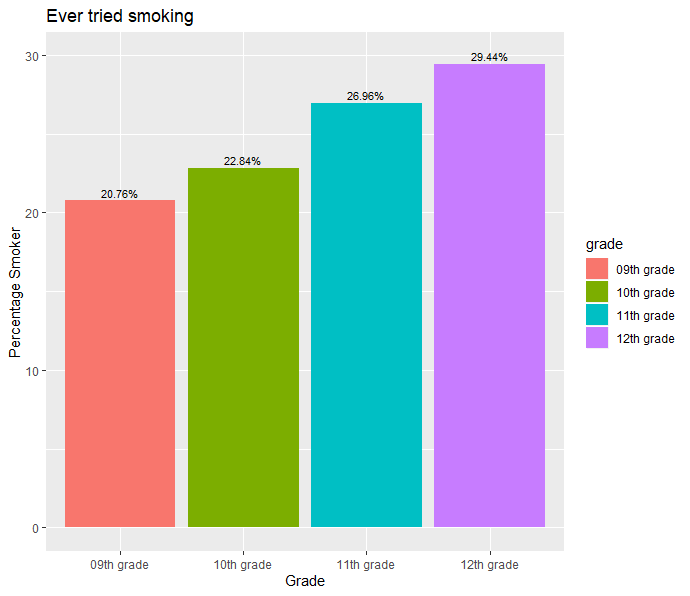 Ever tried smoking
30
20
10
0
Percentage Smoker
20.76%
22.84%
26.96%
29.44%
09th grade
10th grade
11th grade
12th grade
Grade
grade
09th grade
10th grade
11th grade
12th grade